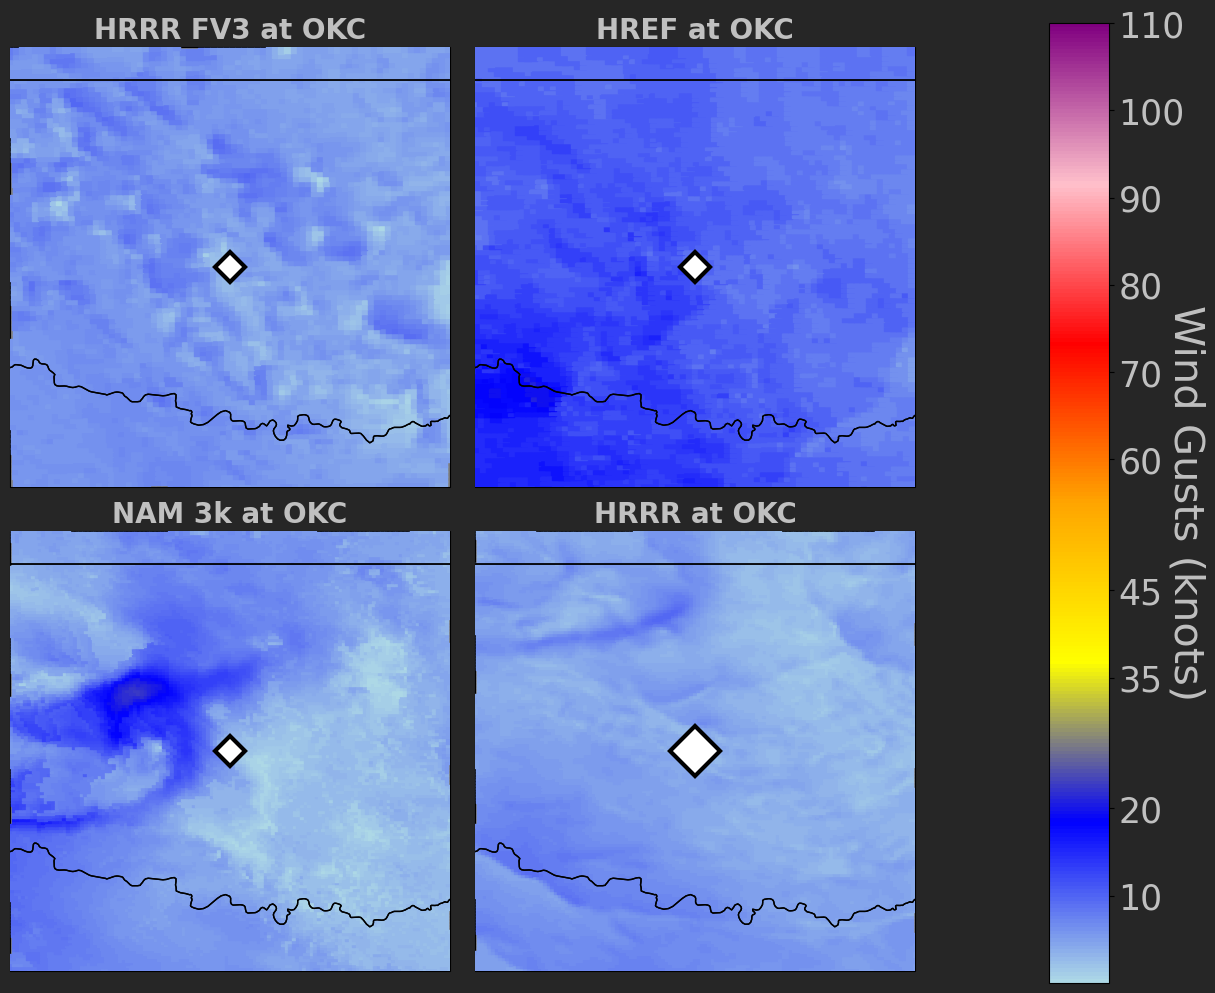 HRRR FV3 at OKC
HREF at OKC
NAM 3k at OKC
HRRR at OKC
110
100
90
80
70
60
45
35
20
10
Wind Gusts (knots)